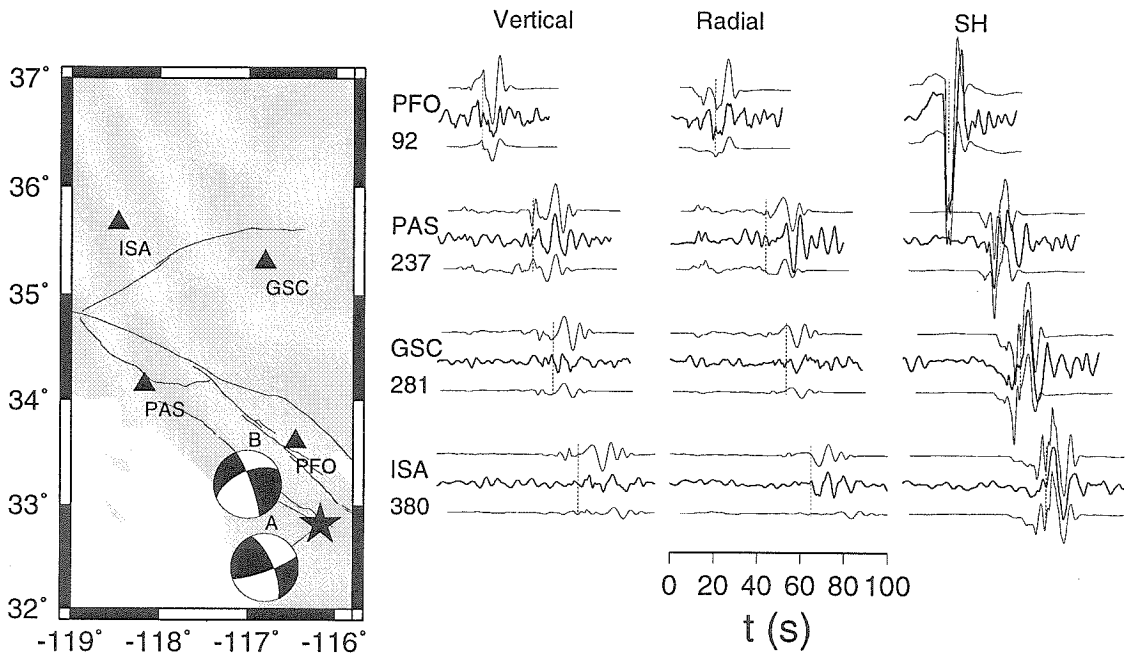 37°
36°
35°
34°
33°
32°
-119°
-118°
-117°
-116°
ISA
GSC
PAS
PFO
B
A
Vertical
Radial
SH
PFO
92
PAS
237
GSC
281
ISA
380
0
20
40
60
80
100
t (s)